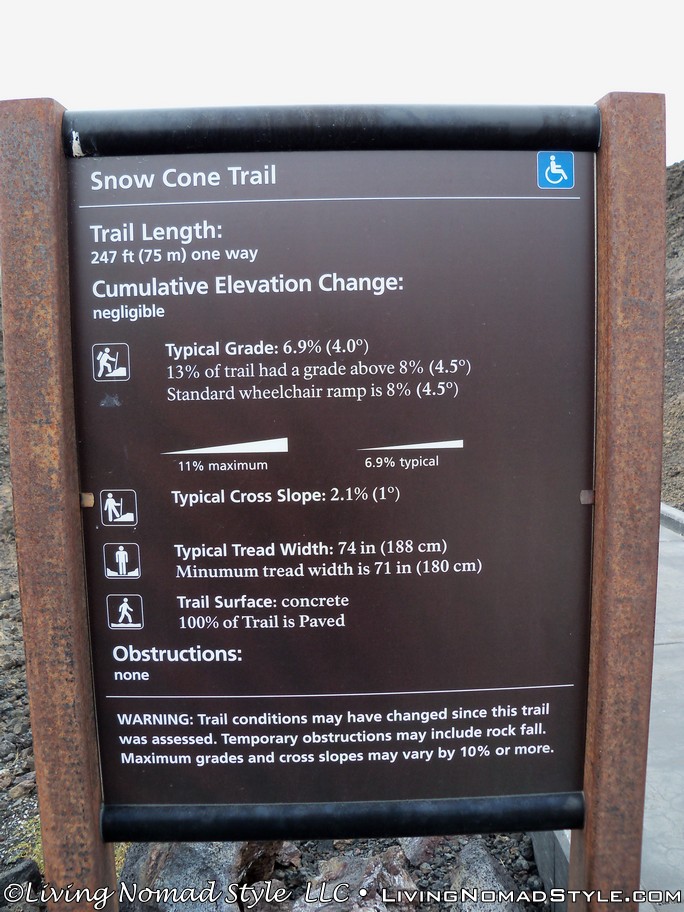 Snow Cone Trail
Trail Length:
247 ft (75 m) one way
Cumulative Elevation Change:
negligible
Typical Grade: 6.9% (4.0º)
13% of trail had a grade above 8% (4.5º)
Standard wheelchair ramp is 8% (4.5º)
11% maximum
6.9% typical
Typical Cross Slope: 2.1% (1º)
Typical Tread Width: 74 in (188 cm)
Minumum tread width is 71 in (180 cm)
Trail Surface: concrete
100% of Trail is Paved
Obstructions:
none
WARNING: Trail conditions may have changed since this trail
was assessed. Temporary obstructions may include rock fall.
Maximum grades and cross slopes may vary by 10% or more.
©Living Nomad Style LLC • LivingNomadStyle.com